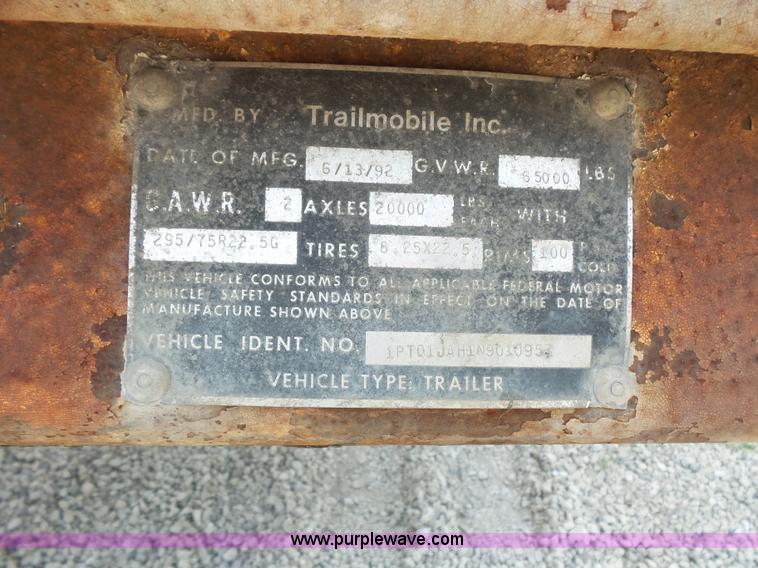 MFD. BY Trailmobile Inc.
DATE OF MFG. 6/13/92 G.V.W.R. 65000 LBS
G.A.W.R. 2 AXLES 20000 LBS EACH WITH
295/75R22.5G TIRES 8.25X22.5 RIMS 100 COLD
THIS VEHICLE CONFORMS TO ALL APPLICABLE FEDERAL MOTOR
VEHICLE SAFETY STANDARDS IN EFFECT ON THE DATE OF
MANUFACTURE SHOWN ABOVE
VEHICLE IDENT. NO.
VEHICLE TYPE: TRAILER
www.purplewave.com